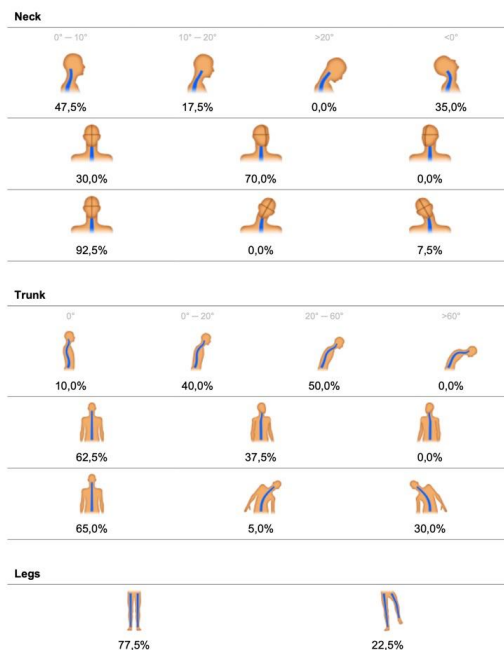 Neck
0° – 10° 10° – 20° >20° <0°
47,5% 17,5% 0,0% 35,0%
30,0% 70,0% 0,0%
92,5% 0,0% 7,5%
Trunk
0° 0° – 20° 20° – 60° >60°
10,0% 40,0% 50,0% 0,0%
62,5% 37,5% 0,0%
65,0% 5,0% 30,0%
Legs
77,5% 22,5%